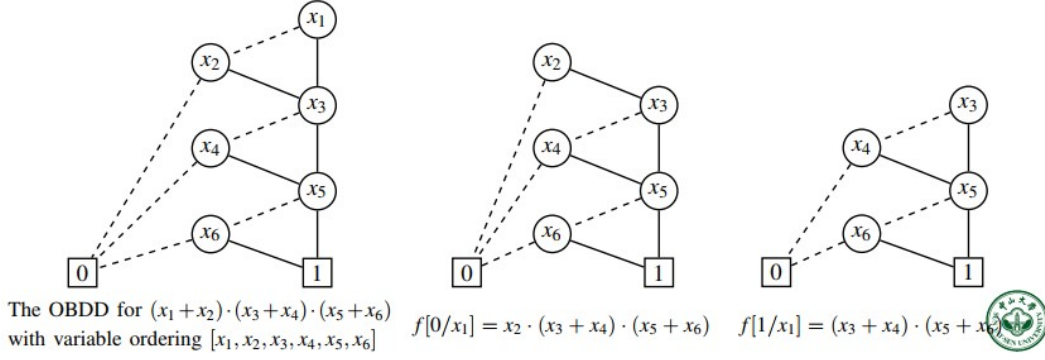 x₁
x₂
x₃
x₄
x₅
x₆
0
1
The OBDD for (x₁+x₂)·(x₃+x₄)·(x₅+x₆)
with variable ordering [x₁,x₂,x₃,x₄,x₅,x₆]
x₂
x₃
x₄
x₅
x₆
0
1
f[0/x₁] = x₂ · (x₃ + x₄) · (x₅ + x₆)
x₃
x₄
x₅
x₆
0
1
f[1/x₁] = (x₃ + x₄) · (x₅ + x₆